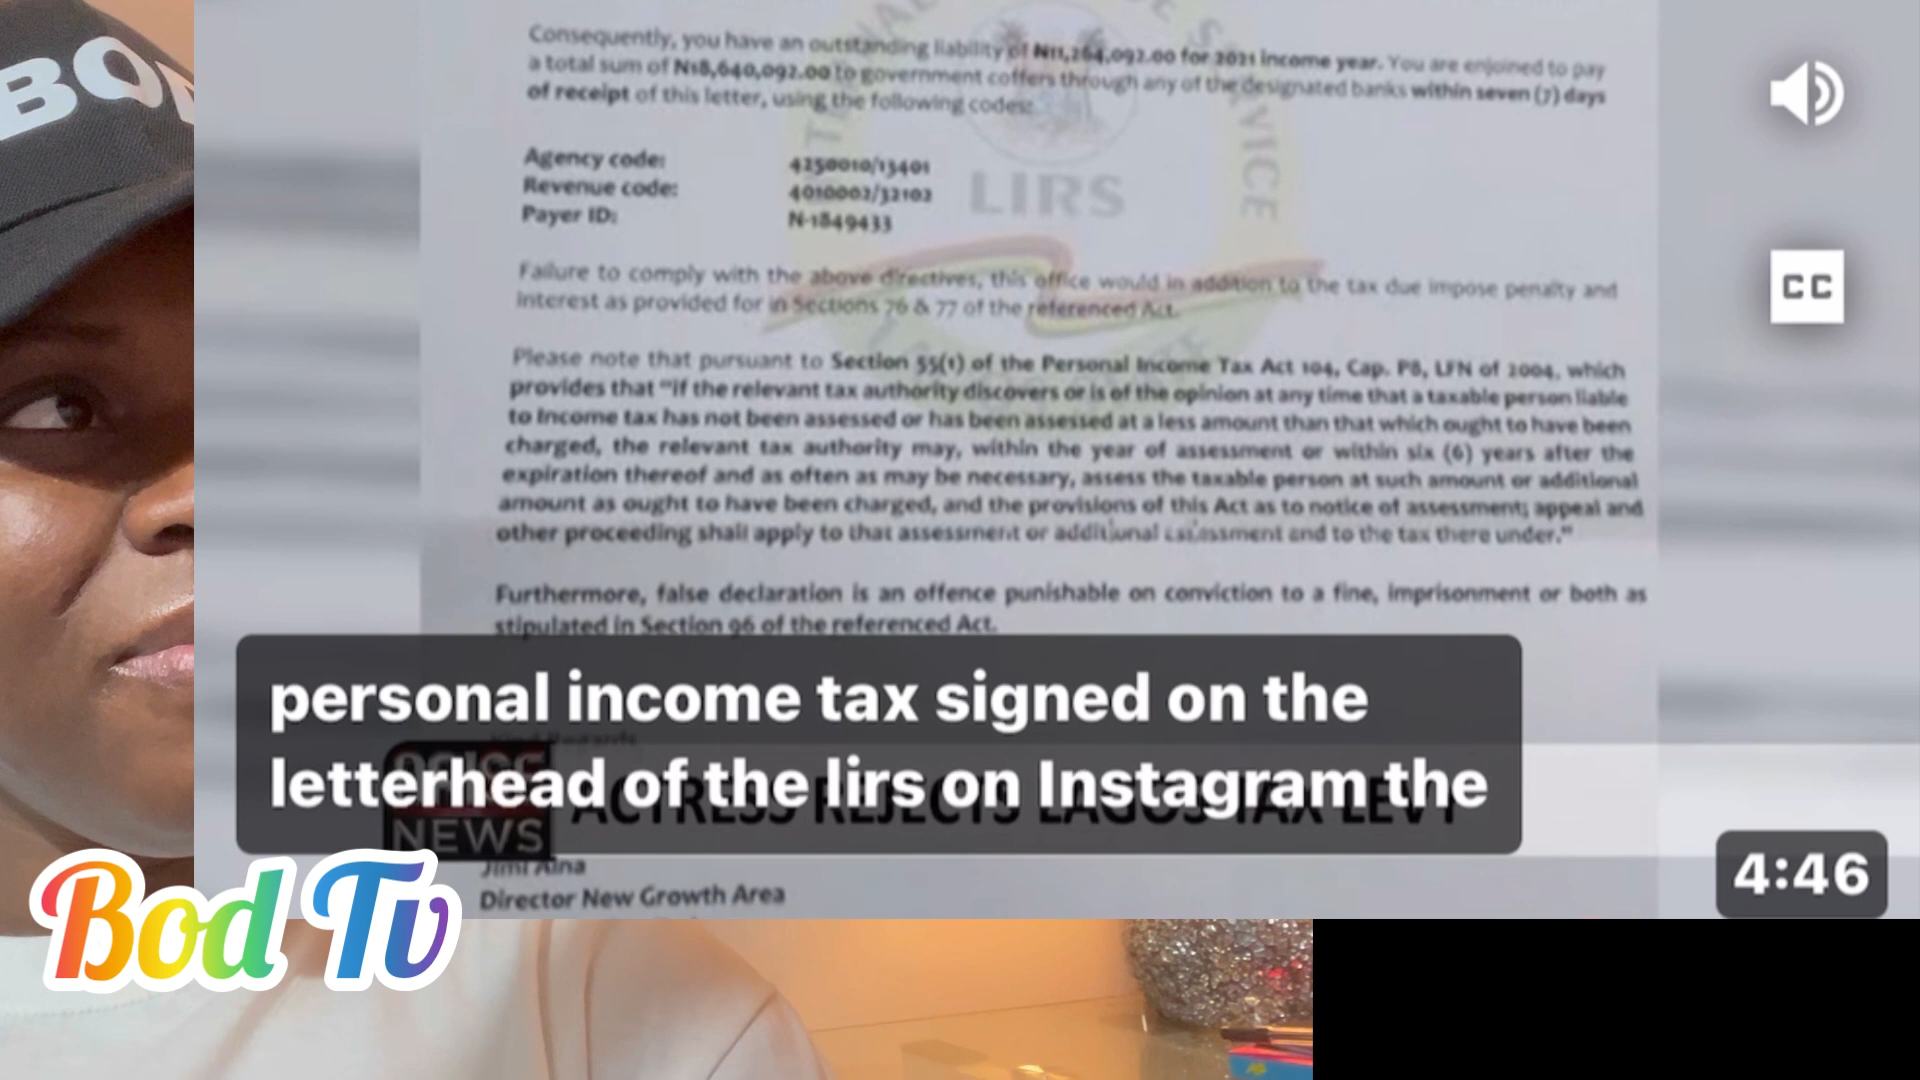 BO
Consequently, you have an outstanding liability of N11,264,092.00 for 2021 income year. You are enjoined to pay
a total sum of N18,640,092.00 to government coffers through any of the designated banks within seven (7) days
of receipt of this letter, using the following codes:
Agency code: 4250010/13401
Revenue code: 4010002/32102
Payer ID: N-1849433
LIRS
Failure to comply with the above directives, this office would in addition to the tax due impose penalty and
interest as provided for in Sections 76 & 77 of the referenced Act.
Please note that pursuant to Section 55(1) of the Personal Income Tax Act 104, Cap. P8, LFN of 2004, which
provides that "if the relevant tax authority discovers or is of the opinion at any time that a taxable person liable
to income tax has not been assessed or has been assessed at a less amount than that which ought to have been
charged, the relevant tax authority may, within the year of assessment or within six (6) years after the
expiration thereof and as often as may be necessary, assess the taxable person at such amount or additional
amount as ought to have been charged, and the provisions of this Act as to notice of assessment; appeal and
other proceeding shall apply to that assessment or additional assessment and to the tax there under."
Furthermore, false declaration is an offence punishable on conviction to a fine, imprisonment or both as
stipulated in Section 96 of the referenced Act.
personal income tax signed on the
letterhead of the lirs on Instagram the
NEWS
ACTRESS REJECTS LAGOS TAX LEVY
Director New Growth Area
CC
4:46
Bod Tv